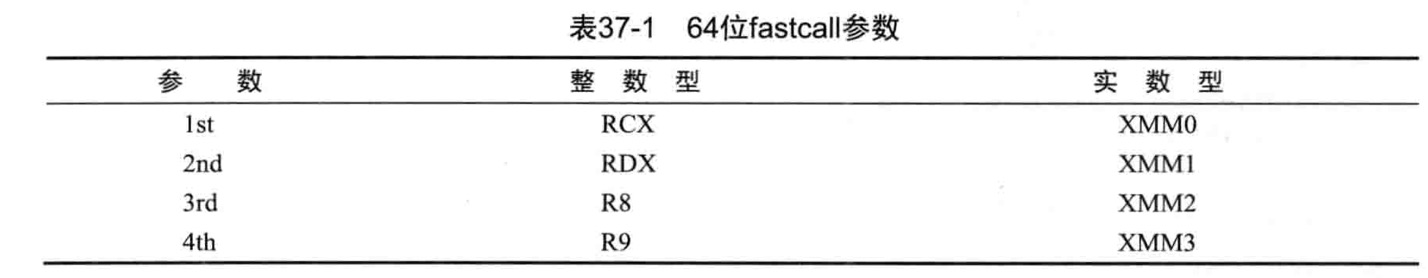 表37-1 64位fastcall参数
参 数 整 数 型 实 数 型
1st RCX XMM0
2nd RDX XMM1
3rd R8 XMM2
4th R9 XMM3